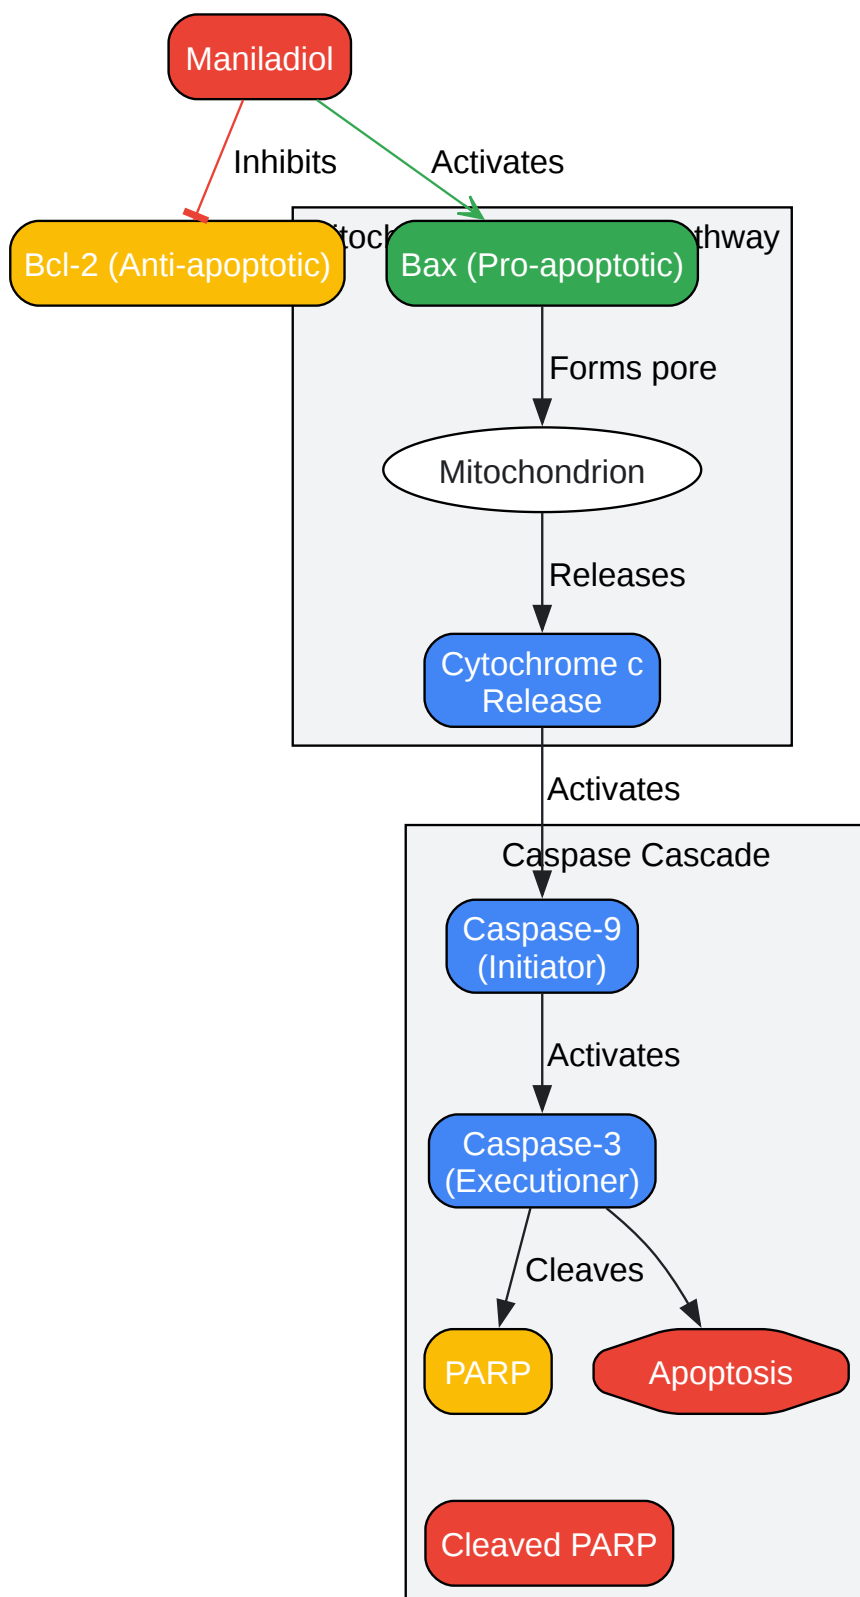 Maniladiol
Inhibits
Activates
Bcl-2 (Anti-apoptotic)
Bax (Pro-apoptotic)
Forms pore
Mitochondrion
Releases
Cytochrome c
Release
Activates
Caspase Cascade
Caspase-9
(Initiator)
Activates
Caspase-3
(Executioner)
Cleaves
PARP
Apoptosis
Cleaved PARP